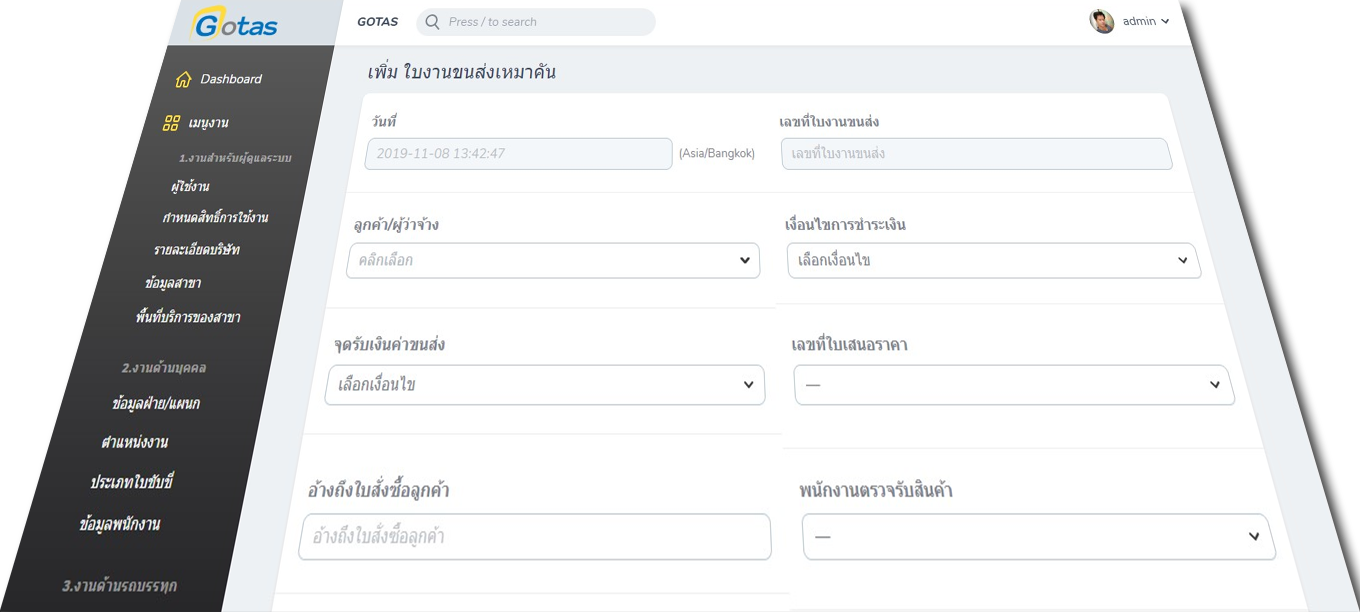 Gotas
GOTAS
Press / to search
admin
Dashboard
เมนูงาน
1.งานสำหรับผู้ดูแลระบบ
ผู้ใช้งาน
กำหนดสิทธิ์การใช้งาน
รายละเอียดบริษัท
ข้อมูลสาขา
พื้นที่บริการของสาขา
2.งานด้านบุคคล
ข้อมูลฝ่าย/แผนก
ตำแหน่งงาน
ประเภทใบขับขี่
ข้อมูลพนักงาน
3.งานด้านรถบรรทุก
เพิ่ม ใบงานขนส่งเหมาคัน
วันที่
2019-11-08 13:42:47
(Asia/Bangkok)
เลขที่ใบงานขนส่ง
เลขที่ใบงานขนส่ง
ลูกค้า/ผู้ว่าจ้าง
คลิกเลือก
เงื่อนไขการชำระเงิน
เลือกเงื่อนไข
จุดรับเงินค่าขนส่ง
เลือกเงื่อนไข
เลขที่ใบเสนอราคา
—
อ้างถึงใบสั่งซื้อลูกค้า
อ้างถึงใบสั่งซื้อลูกค้า
พนักงานตรวจรับสินค้า
—